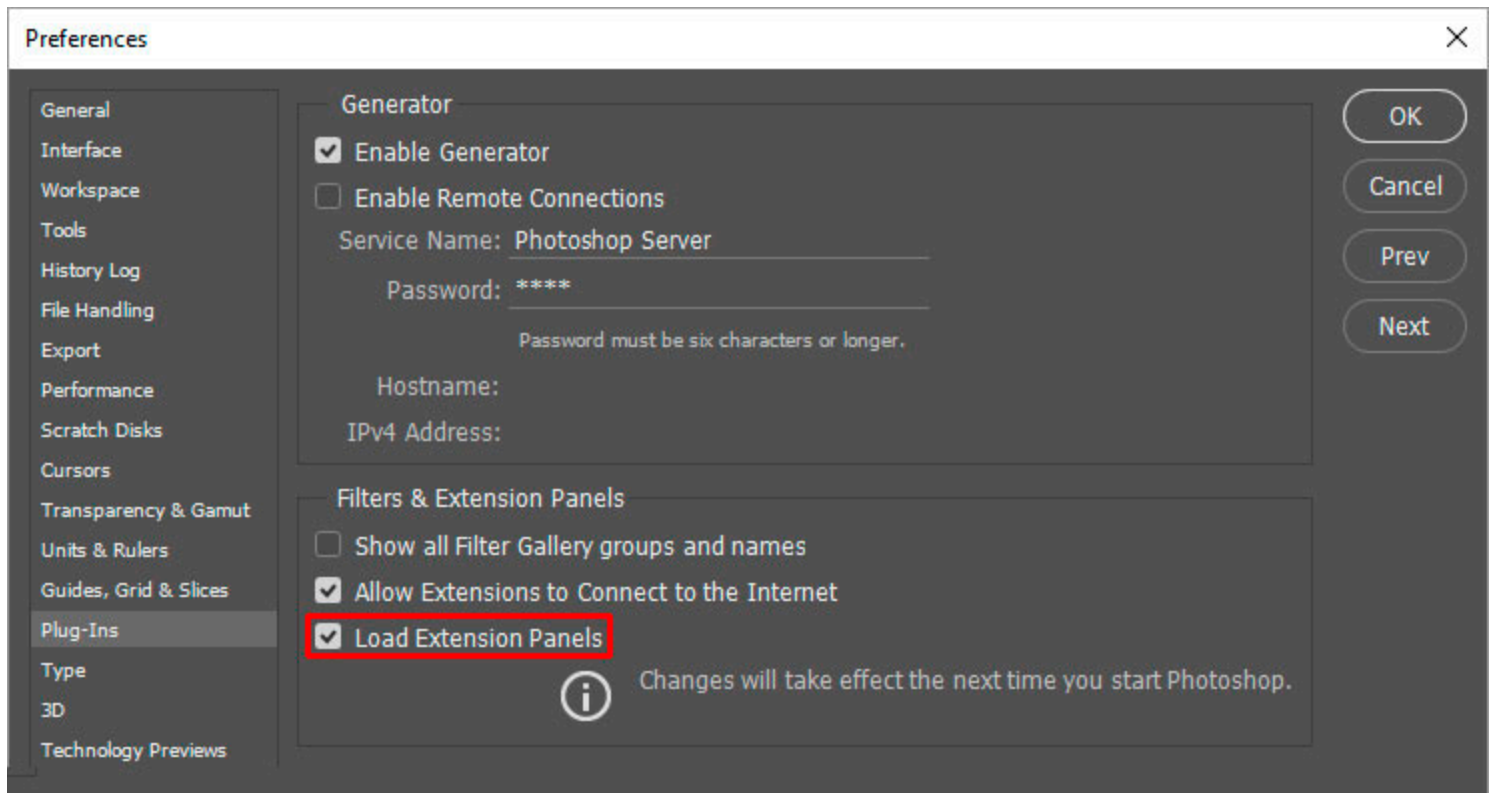 Preferences
General
Interface
Workspace
Tools
History Log
File Handling
Export
Performance
Scratch Disks
Cursors
Transparency & Gamut
Units & Rulers
Guides, Grid & Slices
Plug-Ins
Type
3D
Technology Previews
Generator
Enable Generator
Enable Remote Connections
Service Name: Photoshop Server
Password: ****
Password must be six characters or longer.
Hostname:
IPv4 Address:
Filters & Extension Panels
Show all Filter Gallery groups and names
Allow Extensions to Connect to the Internet
Load Extension Panels
Changes will take effect the next time you start Photoshop.
OK
Cancel
Prev
Next